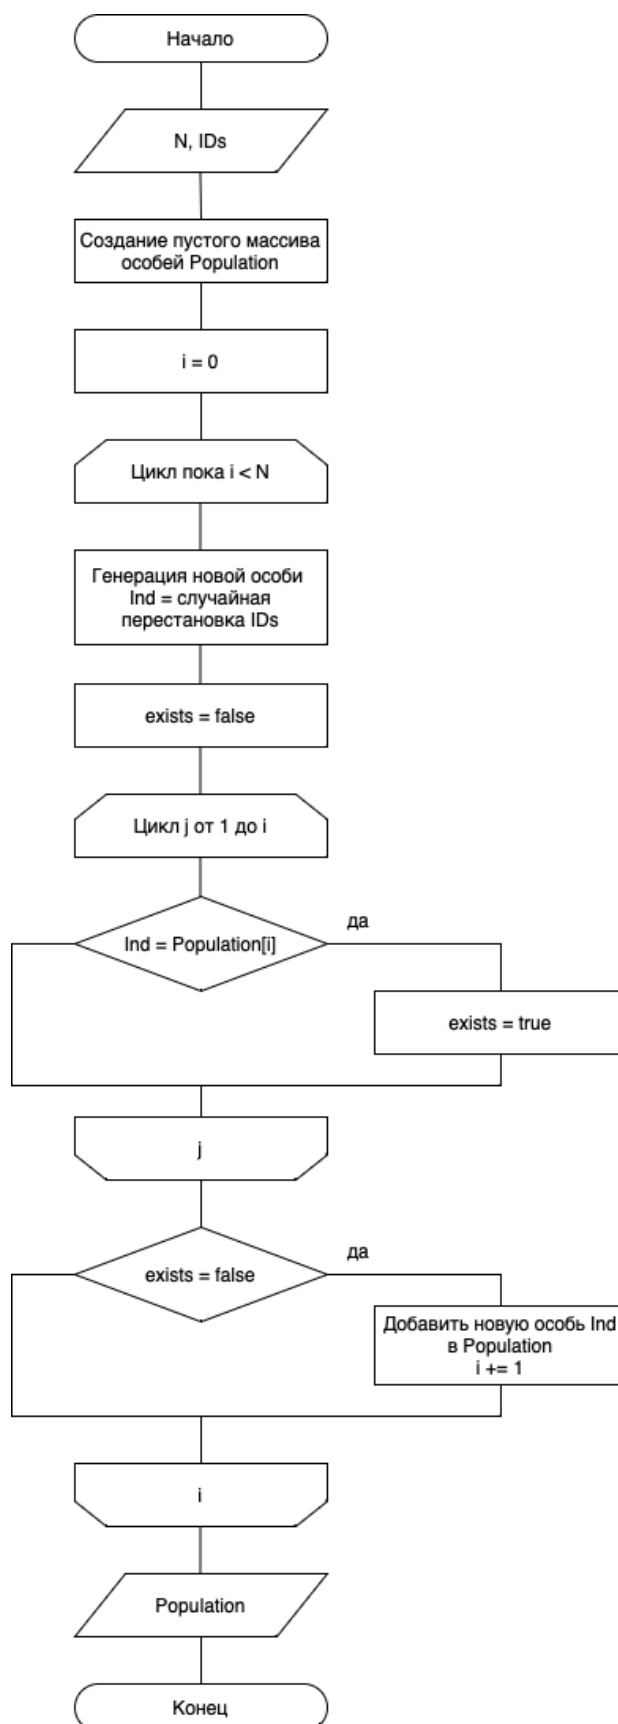 Начало
N, IDs
Создание пустого массива
особей Population
i = 0
Цикл пока i < N
Генерация новой особи
Ind = случайная
перестановка IDs
exists = false
Цикл j от 1 до i
Ind = Population[i]
да
exists = true
j
exists = false
да
Добавить новую особь Ind
в Population
i += 1
i
Population
Конец